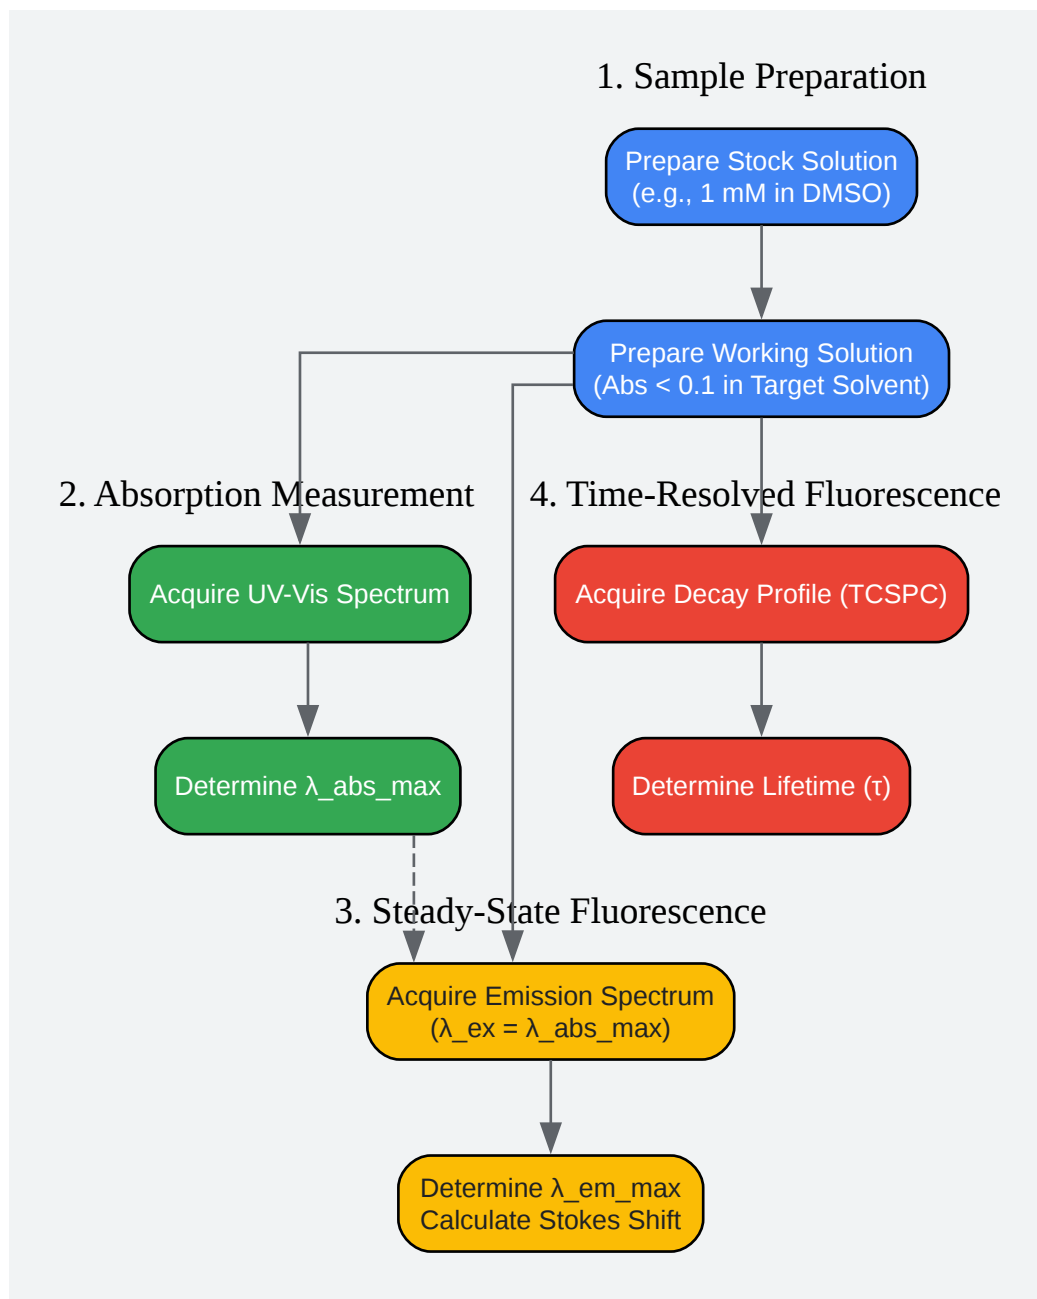 1. Sample Preparation
Prepare Stock Solution
(e.g., 1 mM in DMSO)
Prepare Working Solution
(Abs < 0.1 in Target Solvent)
2. Absorption Measurement
4. Time-Resolved Fluorescence
Acquire UV-Vis Spectrum
Acquire Decay Profile (TCSPC)
Determine λ_abs_max
Determine Lifetime (τ)
3. Steady-State Fluorescence
Acquire Emission Spectrum
(λ_ex = λ_abs_max)
Determine λ_em_max
Calculate Stokes Shift